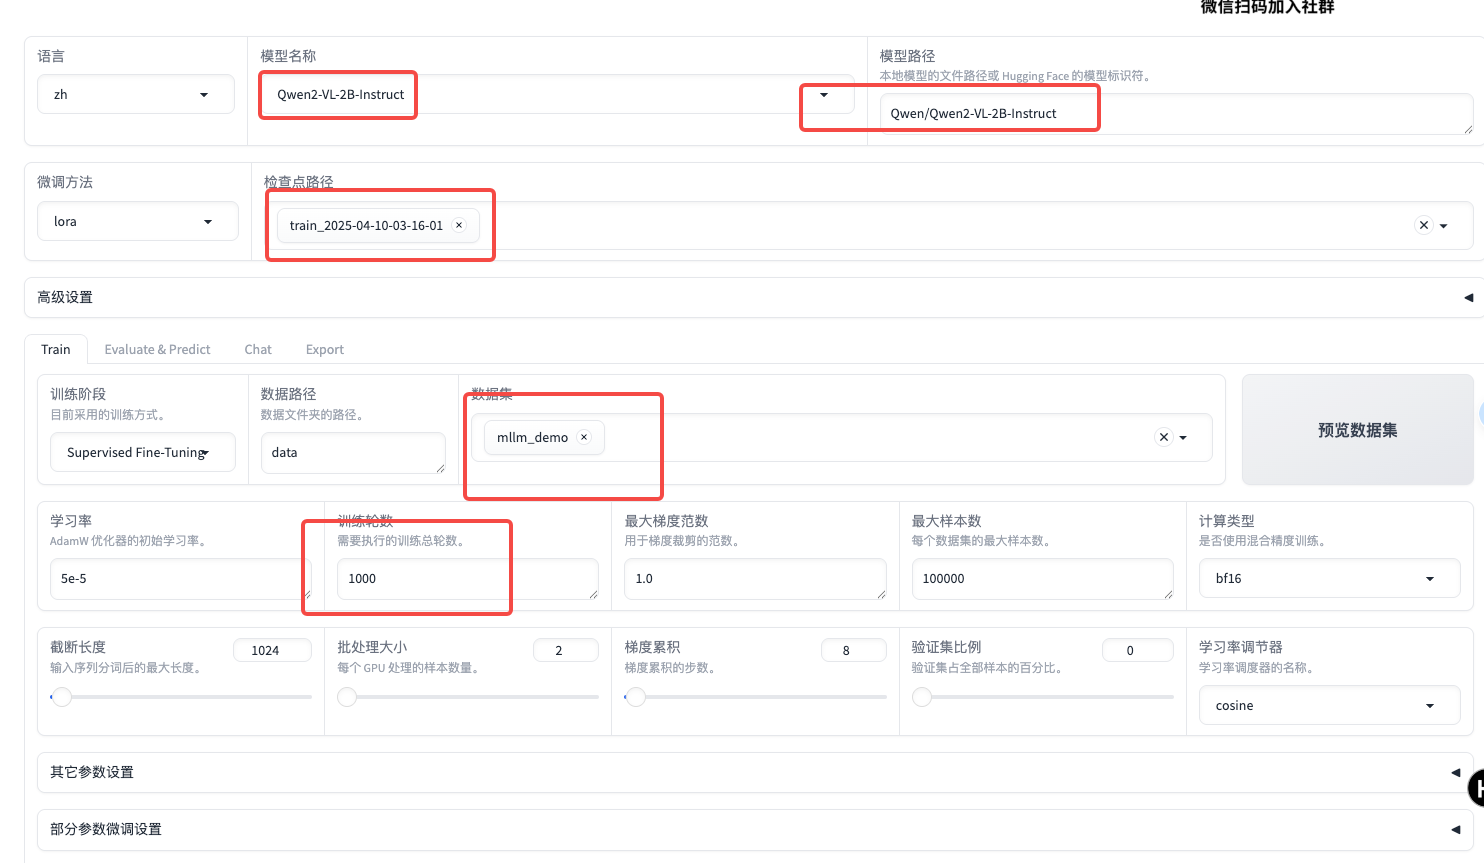 微信扫码加入社群
语言
模型名称
模型路径
本地模型的文件路径或 Hugging Face 的模型标识符。
zh
Qwen2-VL-2B-Instruct
Qwen/Qwen2-VL-2B-Instruct
微调方法
检查点路径
lora
train_2025-04-10-03-16-01
高级设置
Train
Evaluate & Predict
Chat
Export
训练阶段
目前采用的训练方式。
Supervised Fine-Tuning
数据路径
数据文件夹的路径。
data
数据集
mllm_demo
预览数据集
学习率
AdamW 优化器的初始学习率。
5e-5
训练轮数
需要执行的训练总轮数。
1000
最大梯度范数
用于梯度裁剪的范数。
1.0
最大样本数
每个数据集的最大样本数。
100000
计算类型
是否使用混合精度训练。
bf16
截断长度
1024
输入序列分词后的最大长度。
批处理大小
2
每个 GPU 处理的样本数量。
梯度累积
8
梯度累积的步数。
验证集比例
0
验证集占全部样本的百分比。
学习率调节器
学习率调度器的名称。
cosine
其它参数设置
部分参数微调设置